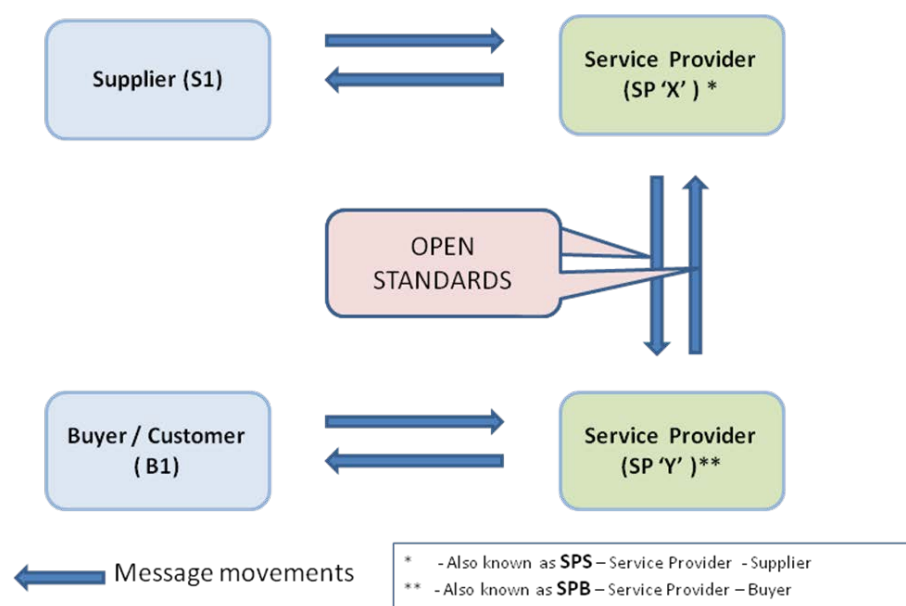 Supplier (S1)
Service Provider
(SP ‘X’ ) *
OPEN
STANDARDS
Buyer / Customer
( B1)
Service Provider
(SP ‘Y’ )**
Message movements
* - Also known as SPS – Service Provider - Supplier
** - Also known as SPB – Service Provider – Buyer